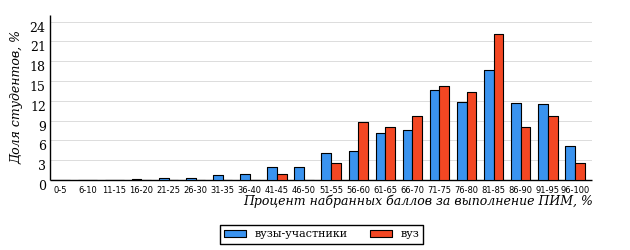 24
21
18
15
12
9
6
3
0
Доля студентов, %
0-5 6-10 11-15 16-20 21-25 26-30 31-35 36-40 41-45 46-50 51-55 56-60 61-65 66-70 71-75 76-80 81-85 86-90 91-95 96-100
Процент набранных баллов за выполнение ПИМ, %
вузы-участники вуз